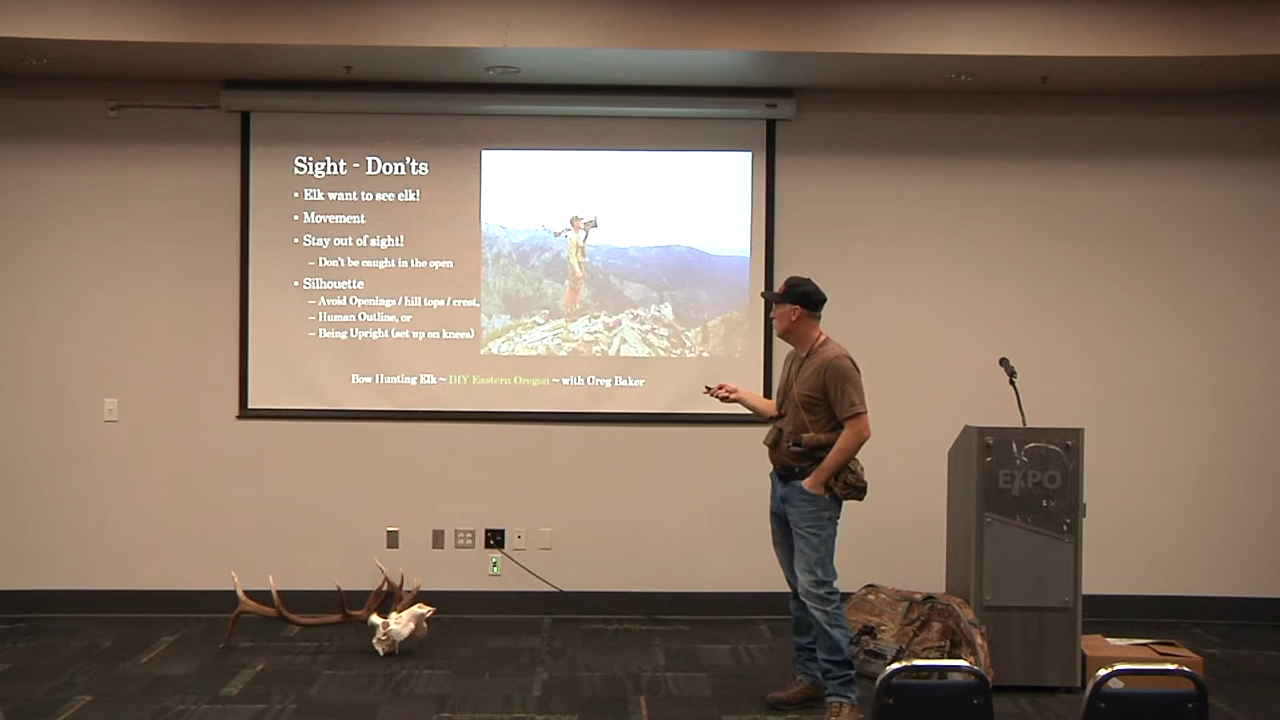 Sight - Don'ts
• Elk want to see elk!
• Movement
• Stay out of sight!
– Don't be caught in the open
• Silhouette
– Avoid Openings / hill tops / crest,
– Human Outline, or
– Being Upright (set up on knees)
Bow Hunting Elk ~ DIY Eastern Oregon ~ with Greg Baker
EXPO